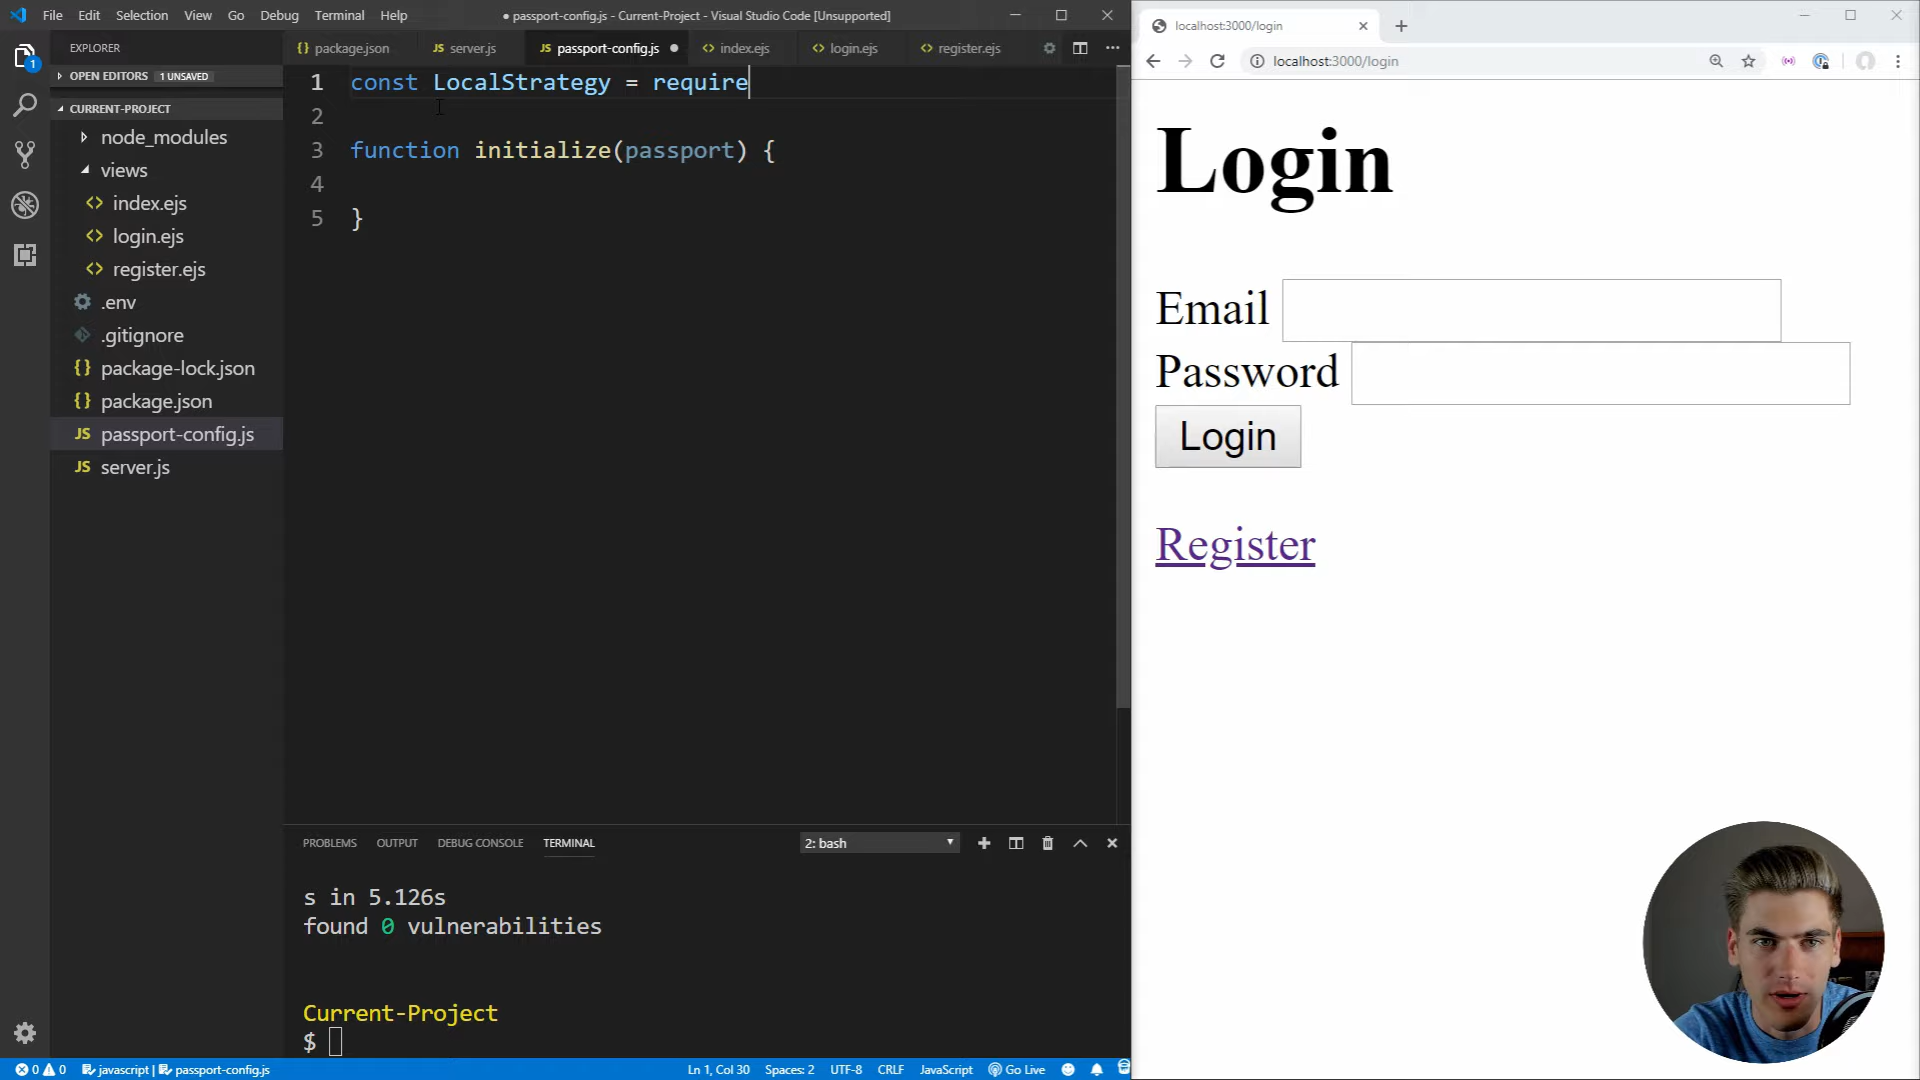 File Edit Selection View Go Debug Terminal Help
● passport-config.js - Current-Project - Visual Studio Code [Unsupported]
EXPLORER
1
OPEN EDITORS 1 UNSAVED
CURRENT-PROJECT
node_modules
views
<> index.ejs
<> login.ejs
<> register.ejs
.env
.gitignore
{} package-lock.json
{} package.json
JS passport-config.js
JS server.js
{} package.json
JS server.js
JS passport-config.js ●
<> index.ejs
<> login.ejs
<> register.ejs
1 const LocalStrategy = require
2
3 function initialize(passport) {
4
5 }
PROBLEMS OUTPUT DEBUG CONSOLE TERMINAL
2: bash
s in 5.126s
found 0 vulnerabilities
Current-Project
$
0 0 javascript | passport-config.js
Ln 1, Col 30 Spaces: 2 UTF-8 CRLF JavaScript Go Live
localhost:3000/login
localhost:3000/login
Login
Email
Password
Login
Register